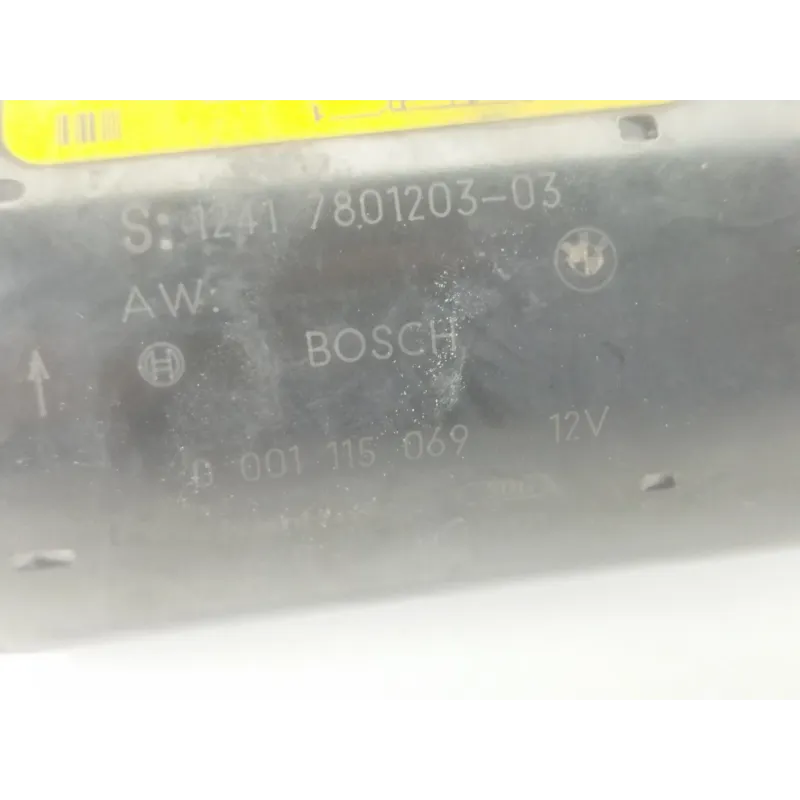 S: 1241 7801203-03
AW:
BOSCH
0 001 115 069 12V